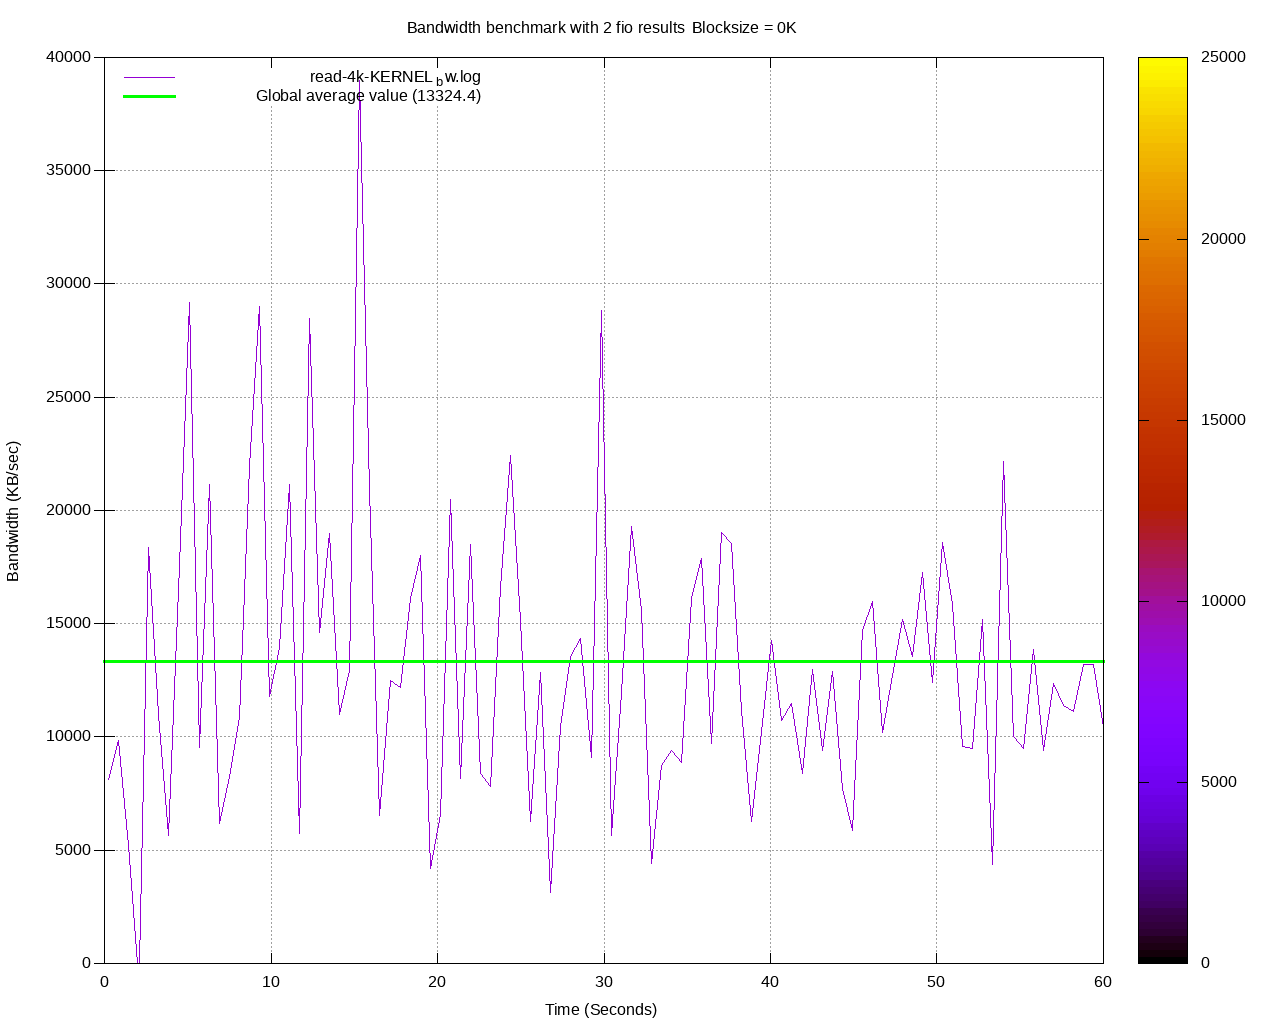 Bandwidth benchmark with 2 fio results Blocksize = 0K
read-4k-KERNEL_bw.log
Global average value (13324.4)
40000
35000
30000
25000
20000
15000
10000
5000
0
Bandwidth (KB/sec)
0 10 20 30 40 50 60
Time (Seconds)
25000
20000
15000
10000
5000
0